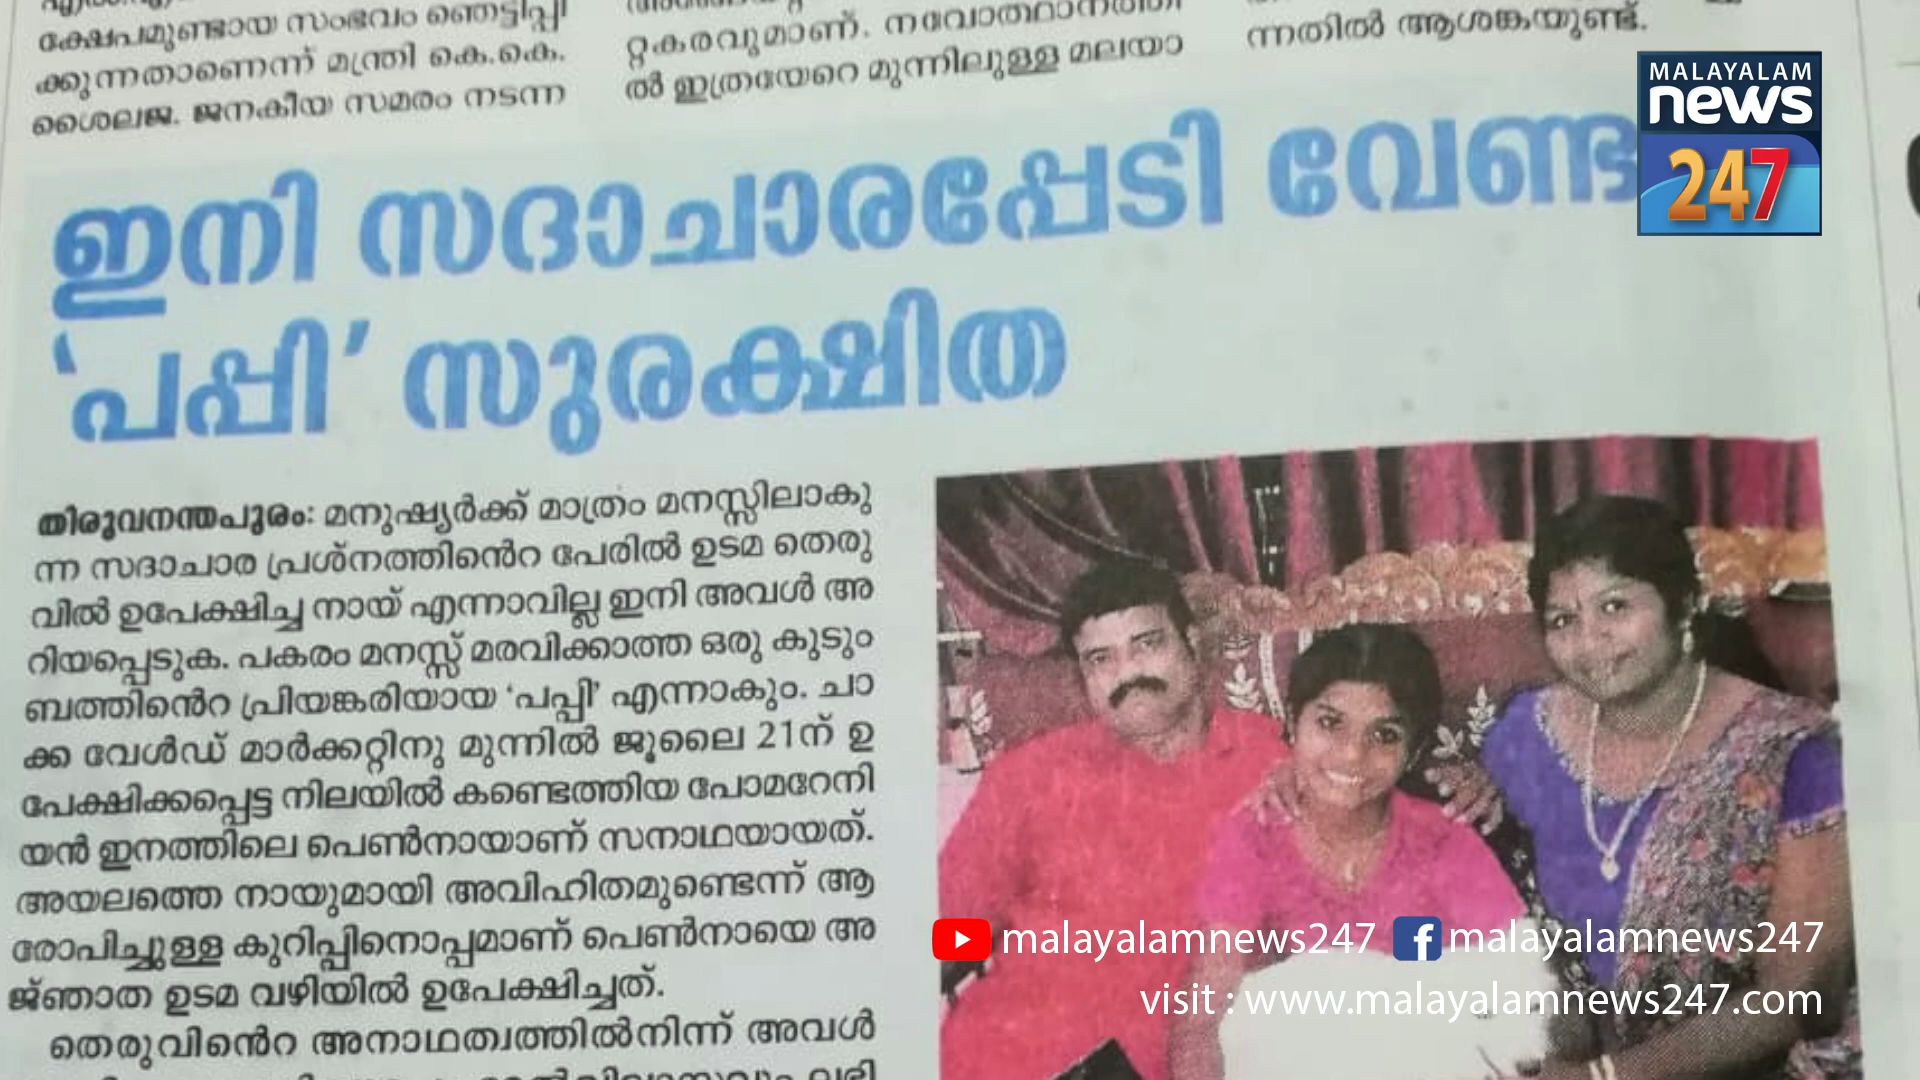 ക്ഷേപമുണ്ടായ സംഭവം ഞെട്ടിപ്പി
ക്കുന്നതാണെന്ന് മന്ത്രി കെ.കെ.
ശൈലജ. ജനകീയ സമരം നടന്ന
റ്റകരവുമാണ്. നവോത്ഥാനത്തി
ൽ ഇത്രയേറെ മുന്നിലുള്ള മലയാ
ന്നതിൽ ആശങ്കയുണ്ട്.
MALAYALAM
news
247
ഇനി സദാചാരപ്പേടി വേണ്ട
‘പപ്പി’ സുരക്ഷിത
തിരുവനന്തപുരം: മനുഷ്യർക്ക് മാത്രം മനസ്സിലാകു
ന്ന സദാചാര പ്രശ്നത്തിൻെറ പേരിൽ ഉടമ തെരു
വിൽ ഉപേക്ഷിച്ച നായ് എന്നാവില്ല ഇനി അവൾ അ
റിയപ്പെടുക. പകരം മനസ്സ് മരവിക്കാത്ത ഒരു കുടും
ബത്തിൻെറ പ്രിയങ്കരിയായ ‘പപ്പി’ എന്നാകും. ചാ
ക്ക വേൾഡ് മാർക്കറ്റിനു മുന്നിൽ ജൂലൈ 21ന് ഉ
പേക്ഷിക്കപ്പെട്ട നിലയിൽ കണ്ടെത്തിയ പോമറേനി
യൻ ഇനത്തിലെ പെൺനായാണ് സനാഥയായത്.
അയലത്തെ നായുമായി അവിഹിതമുണ്ടെന്ന് ആ
രോപിച്ചുള്ള കുറിപ്പിനൊപ്പമാണ് പെൺനായെ അ
ജ്ഞാത ഉടമ വഴിയിൽ ഉപേക്ഷിച്ചത്.
തെരുവിൻെറ അനാഥത്വത്തിൽനിന്ന് അവൾ
malayalamnews247 malayalamnews247
visit : www.malayalamnews247.com